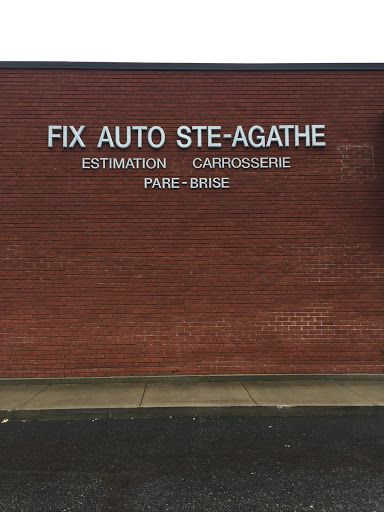 FIX AUTO STE-AGATHE
ESTIMATION CARROSSERIE
PARE-BRISE